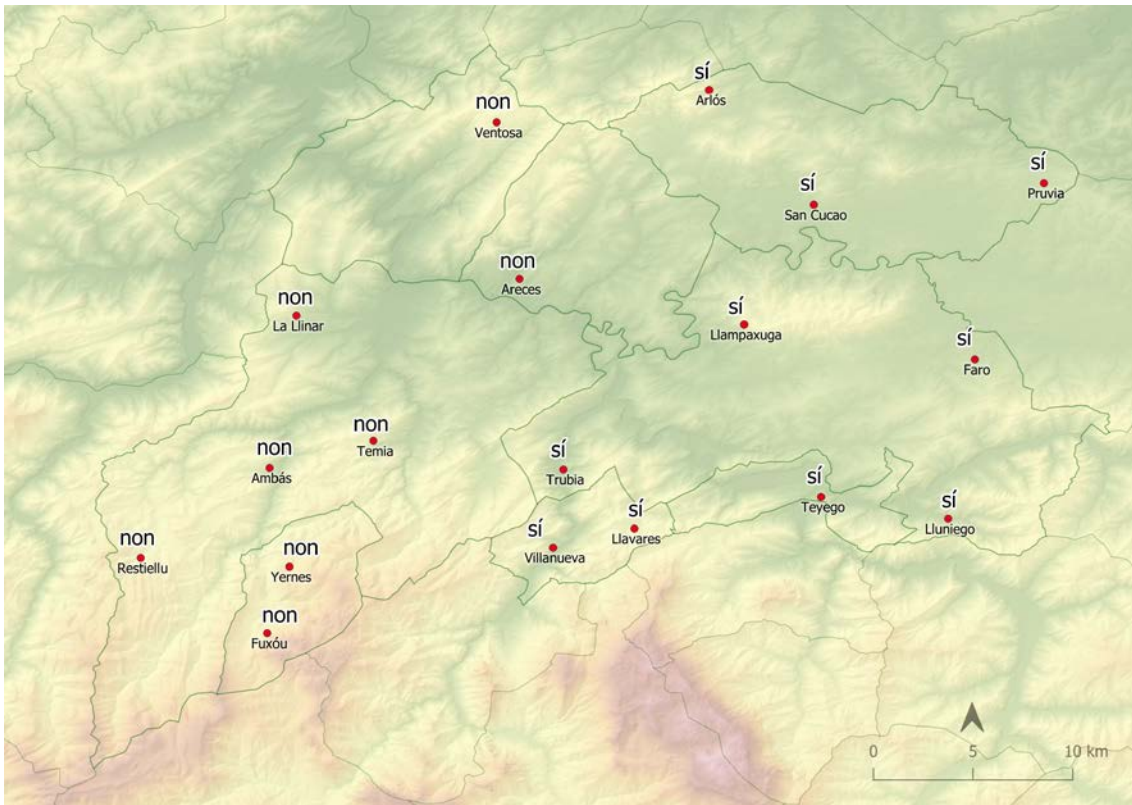 sí
Arlós
non
Ventosa
sí
Pruvia
sí
San Cucao
non
Areces
non
La Llinar
sí
Llampaxuga
sí
Faro
non
Temia
non
Ambás
sí
Trubia
sí
Teyego
sí
Lluniego
sí
Llavares
sí
Villanueva
non
Restiellu
non
Yernes
non
Fuxóu
0 5 10 km